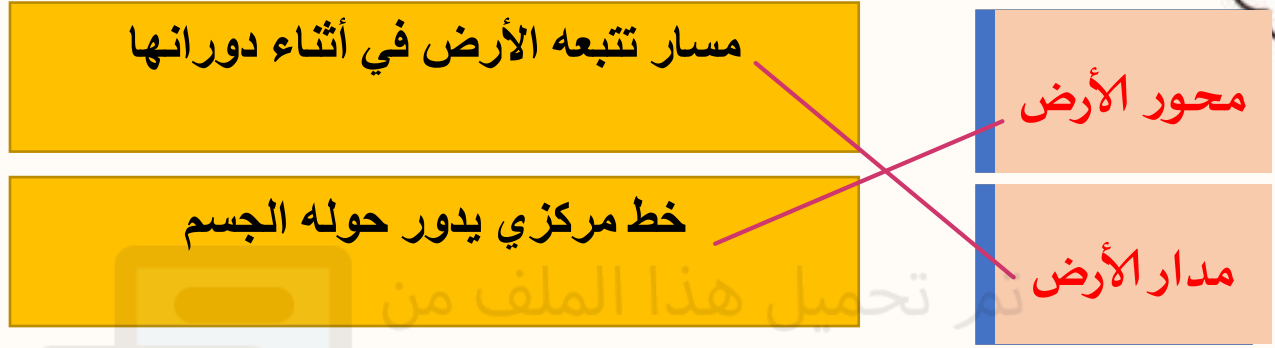 محور الأرض
مسار تتبعه الأرض في أثناء دورانها
مدار الأرض
خط مركزي يدور حوله الجسم
تم تحميل هذا الملف من